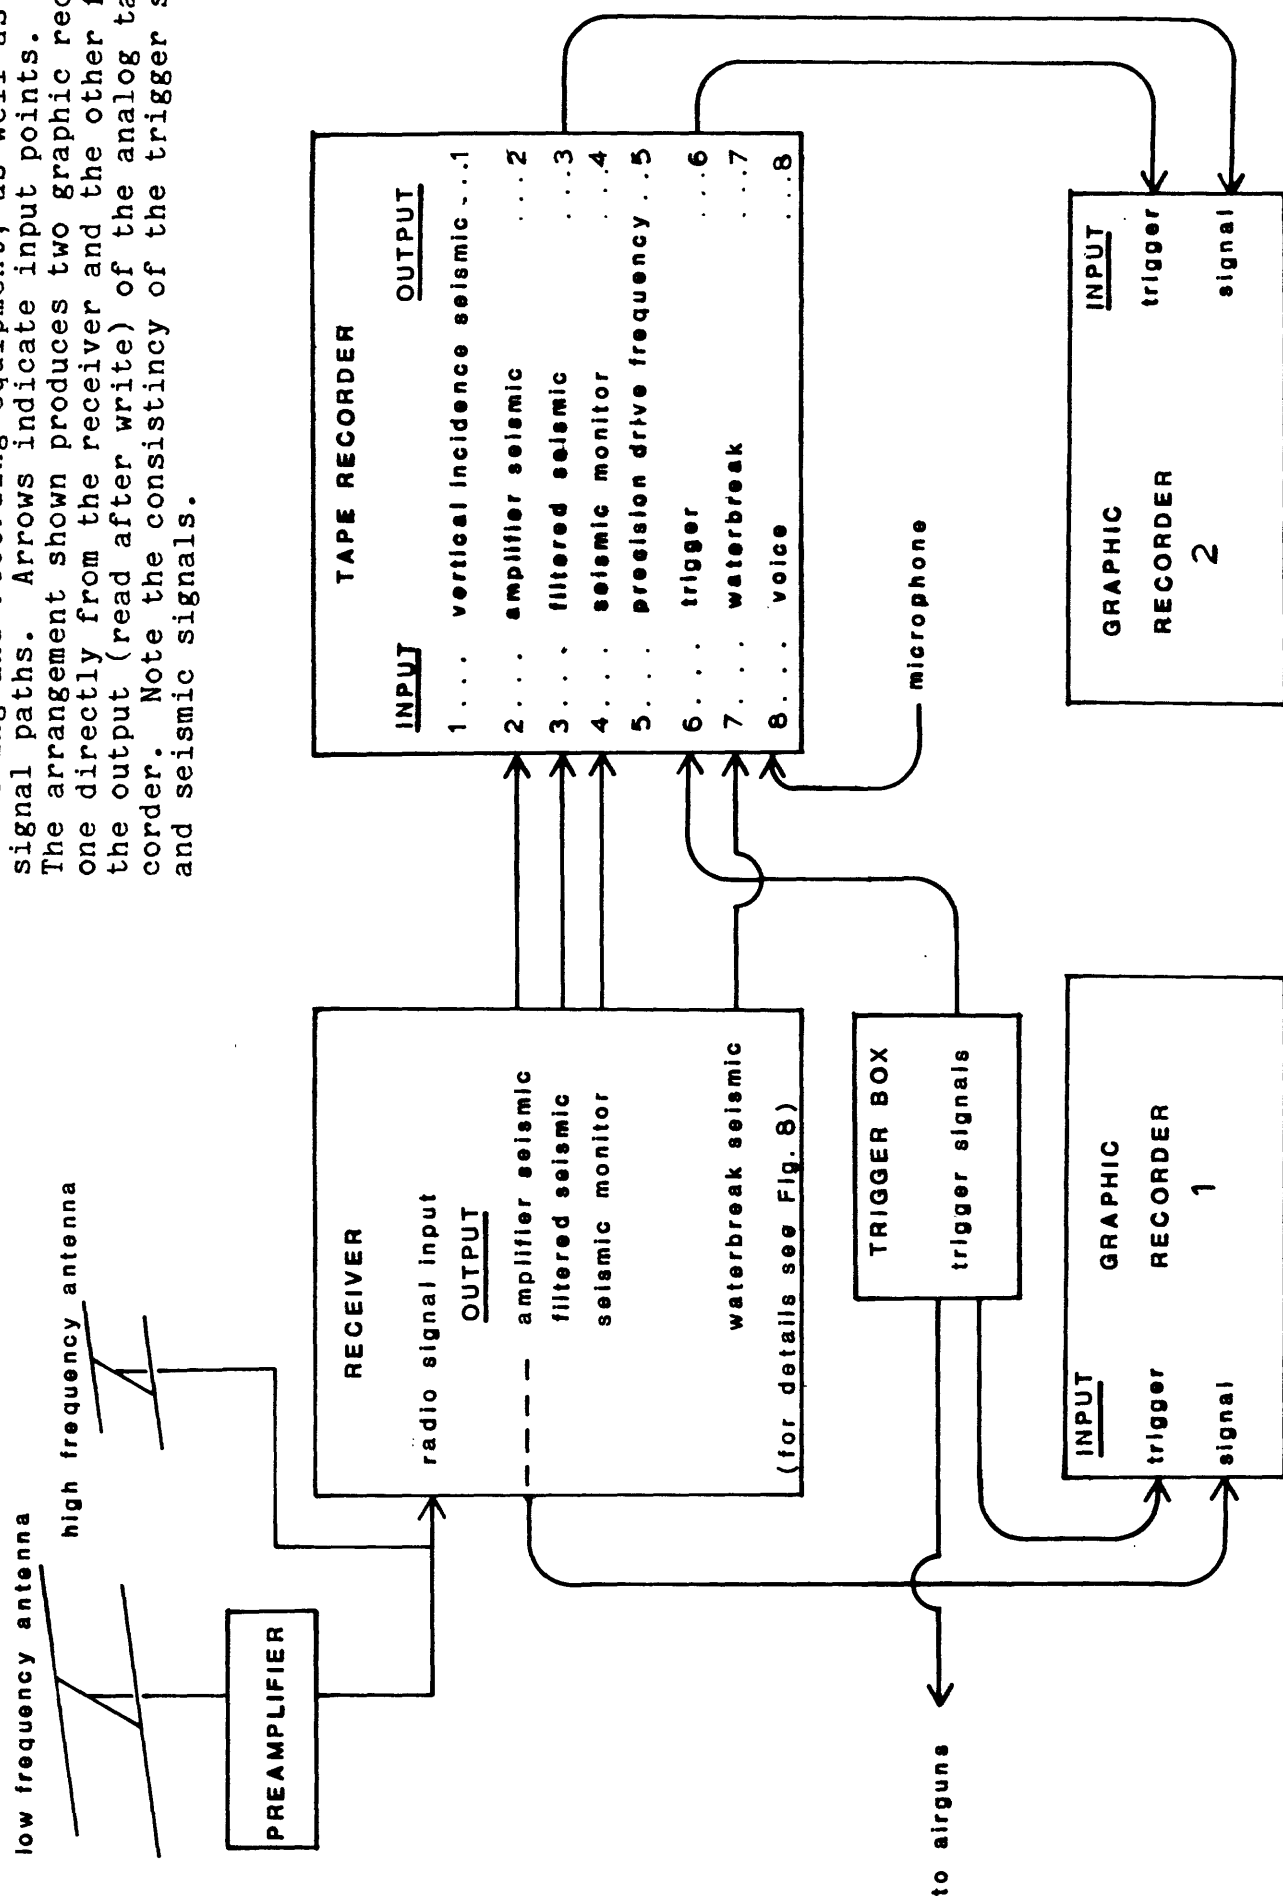 and recording equipment, as well as
signal paths. Arrows indicate input points.
The arrangement shown produces two graphic rec
one directly from the receiver and the other f
the output (read after write) of the analog ta
corder. Note the consistincy of the trigger s
and seismic signals.
low frequency antenna
high frequency antenna
PREAMPLIFIER
RECEIVER
radio signal input
OUTPUT
amplifier seismic
filtered seismic
seismic monitor
waterbreak seismic
(for details see Fig. 8)
TAPE RECORDER
INPUT OUTPUT
1... vertical incidence seismic...1
2... amplifier seismic ...2
3... filtered seismic ...3
4... seismic monitor ...4
5... precision drive frequency...5
6... trigger ...6
7... waterbreak ...7
8... voice ...8
microphone
to airguns
TRIGGER BOX
trigger signals
INPUT
trigger
signal
GRAPHIC
RECORDER
1
GRAPHIC
RECORDER
2
INPUT
trigger
signal